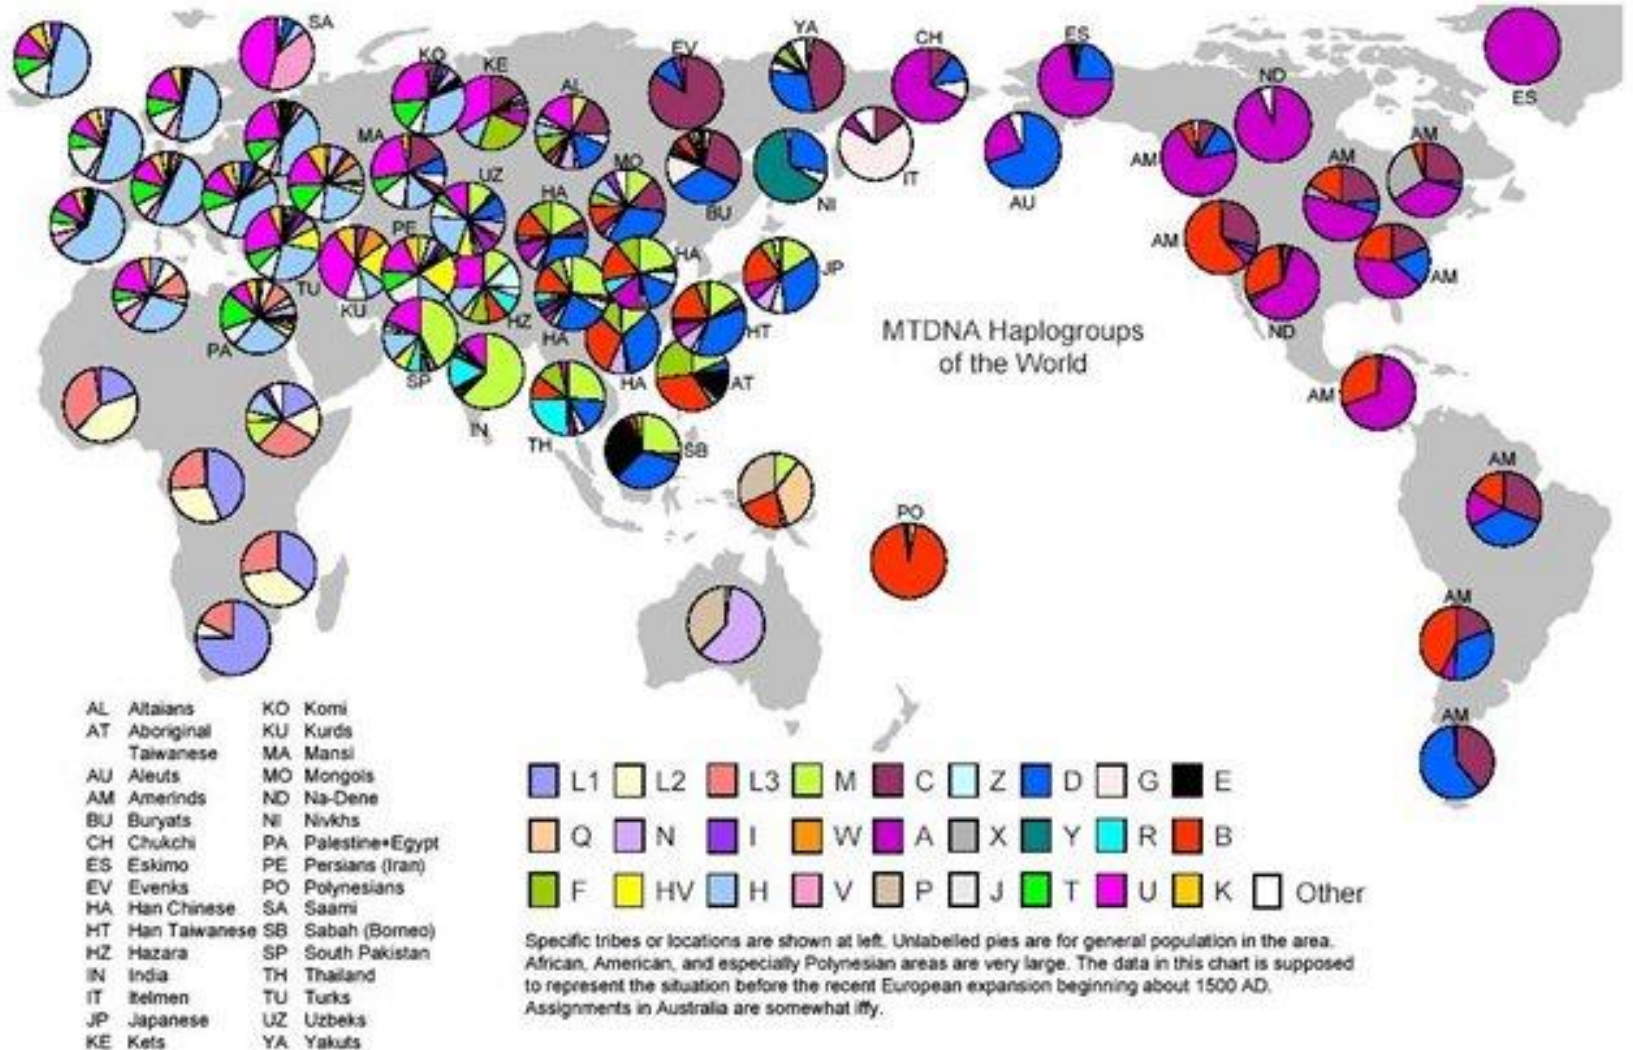 SA
YA
CH
ES
ES
KO
KE
EV
ND
AL
AM
AM
AM
MA
MO
UZ
HA
IT
NI
BU
AU
PE
AM
HA
JP
AM
TU
KU
HZ
HA
HT
ND
PA
MTDNA Haplogroups
of the World
SP
HA
AT
AM
IN
TH
SB
AM
PO
AM
AM
AL Altaians
AT Aboriginal
Taiwanese
AU Aleuts
AM Amerinds
BU Buryats
CH Chukchi
ES Eskimo
EV Evenks
HA Han Chinese
HT Han Taiwanese
HZ Hazara
IN India
IT Itelmen
JP Japanese
KE Kets
KO Komi
KU Kurds
MA Mansi
MO Mongols
ND Na-Dene
NI Nivkhs
PA Palestine+Egypt
PE Persians (Iran)
PO Polynesians
SA Saami
SB Sabah (Borneo)
SP South Pakistan
TH Thailand
TU Turks
UZ Uzbeks
YA Yakuts
L1 L2 L3 M C Z D G E
Q N I W A X Y R B
F HV H V P J T U K Other
Specific tribes or locations are shown at left. Unlabelled pies are for general population in the area.
African, American, and especially Polynesian areas are very large. The data in this chart is supposed
to represent the situation before the recent European expansion beginning about 1500 AD.
Assignments in Australia are somewhat iffy.